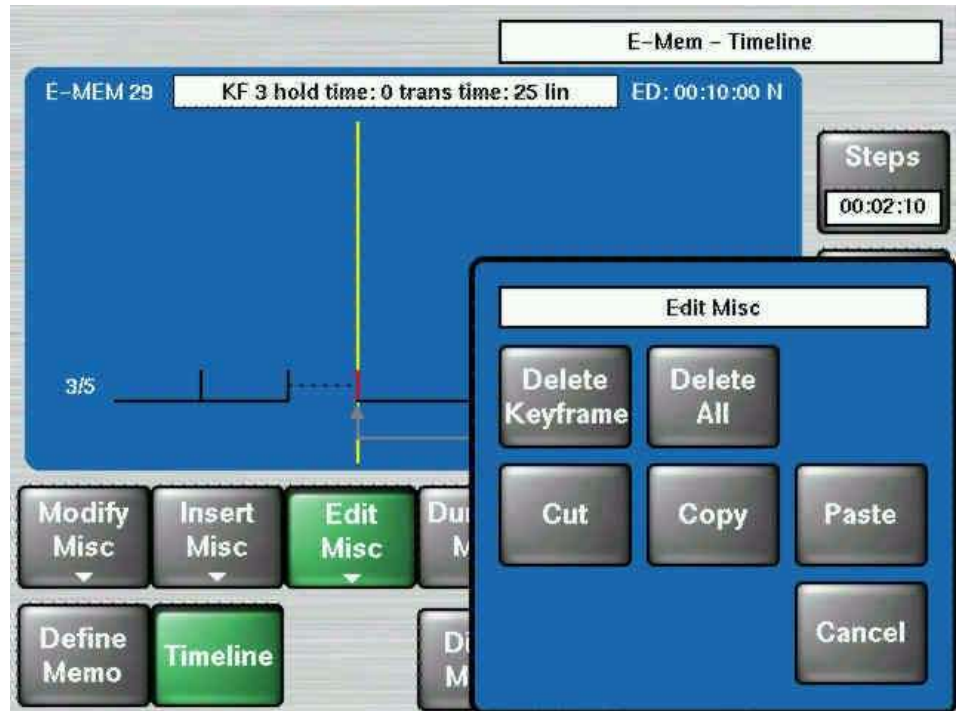 E-Mem - Timeline
E-MEM 29
KF 3 hold time: 0 trans time: 25 lin
ED: 00:10:00 N
Steps
00:02:10
Edit Misc
3/5
Delete
Keyframe
Delete
All
Cut
Copy
Paste
Cancel
Modify
Misc
Insert
Misc
Edit
Misc
Define
Memo
Timeline